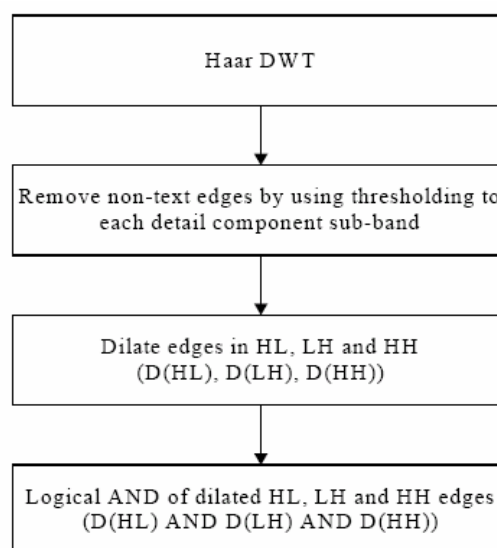 Haar DWT
Remove non-text edges by using thresholding to
each detail component sub-band
Dilate edges in HL, LH and HH
(D(HL), D(LH), D(HH))
Logical AND of dilated HL, LH and HH edges
(D(HL) AND D(LH) AND D(HH))